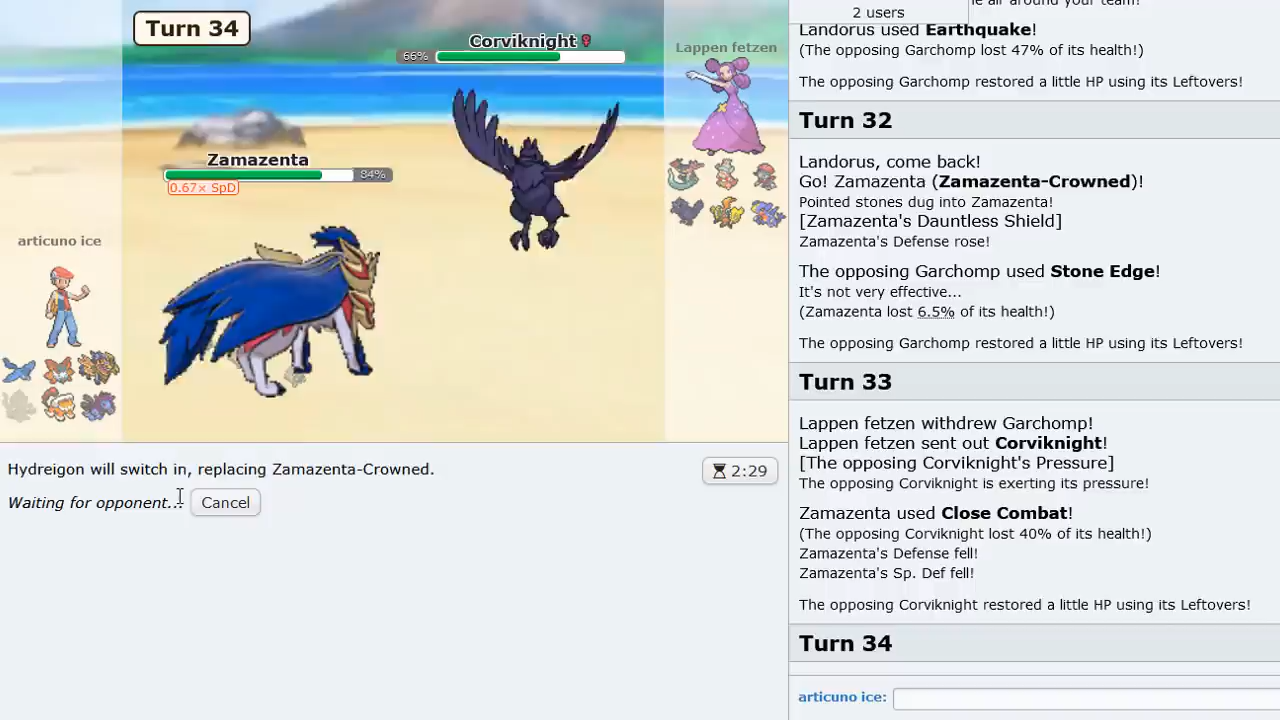 Turn 34
Corviknight
66%
Lappen fetzen
Zamazenta
84%
0.67× SpD
articuno ice
Hydreigon will switch in, replacing Zamazenta-Crowned.
2:29
Waiting for opponent...
Cancel
2 users
Landorus used Earthquake!
(The opposing Garchomp lost 47% of its health!)
The opposing Garchomp restored a little HP using its Leftovers!
Turn 32
Landorus, come back!
Go! Zamazenta (Zamazenta-Crowned)!
Pointed stones dug into Zamazenta!
[Zamazenta's Dauntless Shield]
Zamazenta's Defense rose!
The opposing Garchomp used Stone Edge!
It's not very effective...
(Zamazenta lost 6.5% of its health!)
The opposing Garchomp restored a little HP using its Leftovers!
Turn 33
Lappen fetzen withdrew Garchomp!
Lappen fetzen sent out Corviknight!
[The opposing Corviknight's Pressure]
The opposing Corviknight is exerting its pressure!
Zamazenta used Close Combat!
(The opposing Corviknight lost 40% of its health!)
Zamazenta's Defense fell!
Zamazenta's Sp. Def fell!
The opposing Corviknight restored a little HP using its Leftovers!
Turn 34
articuno ice: